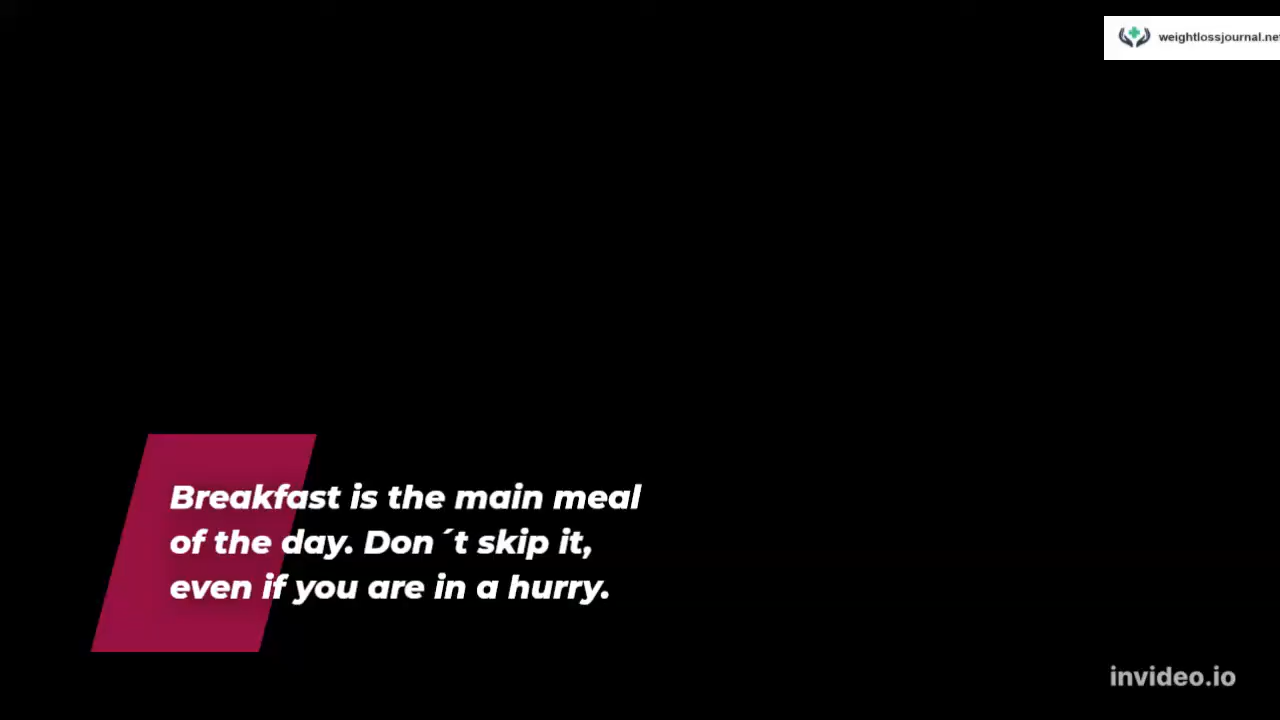 weightlossjournal.net
Breakfast is the main meal
of the day. Don´t skip it,
even if you are in a hurry.
invideo.io